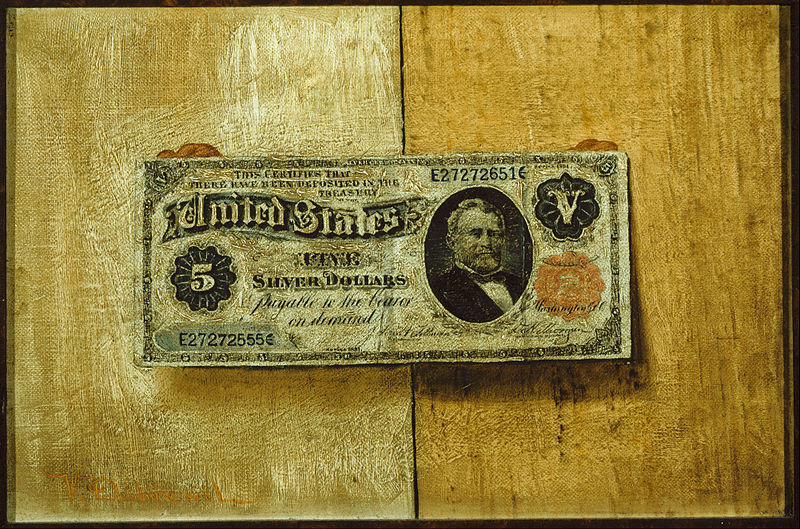 THIS CERTIFIES THAT
THERE HAVE BEEN DEPOSITED IN THE
TREASURY
E27272651€
United States
V
5
FIVE
SILVER DOLLARS
payable to the bearer
on demand
Washington D.C.
E27272555€